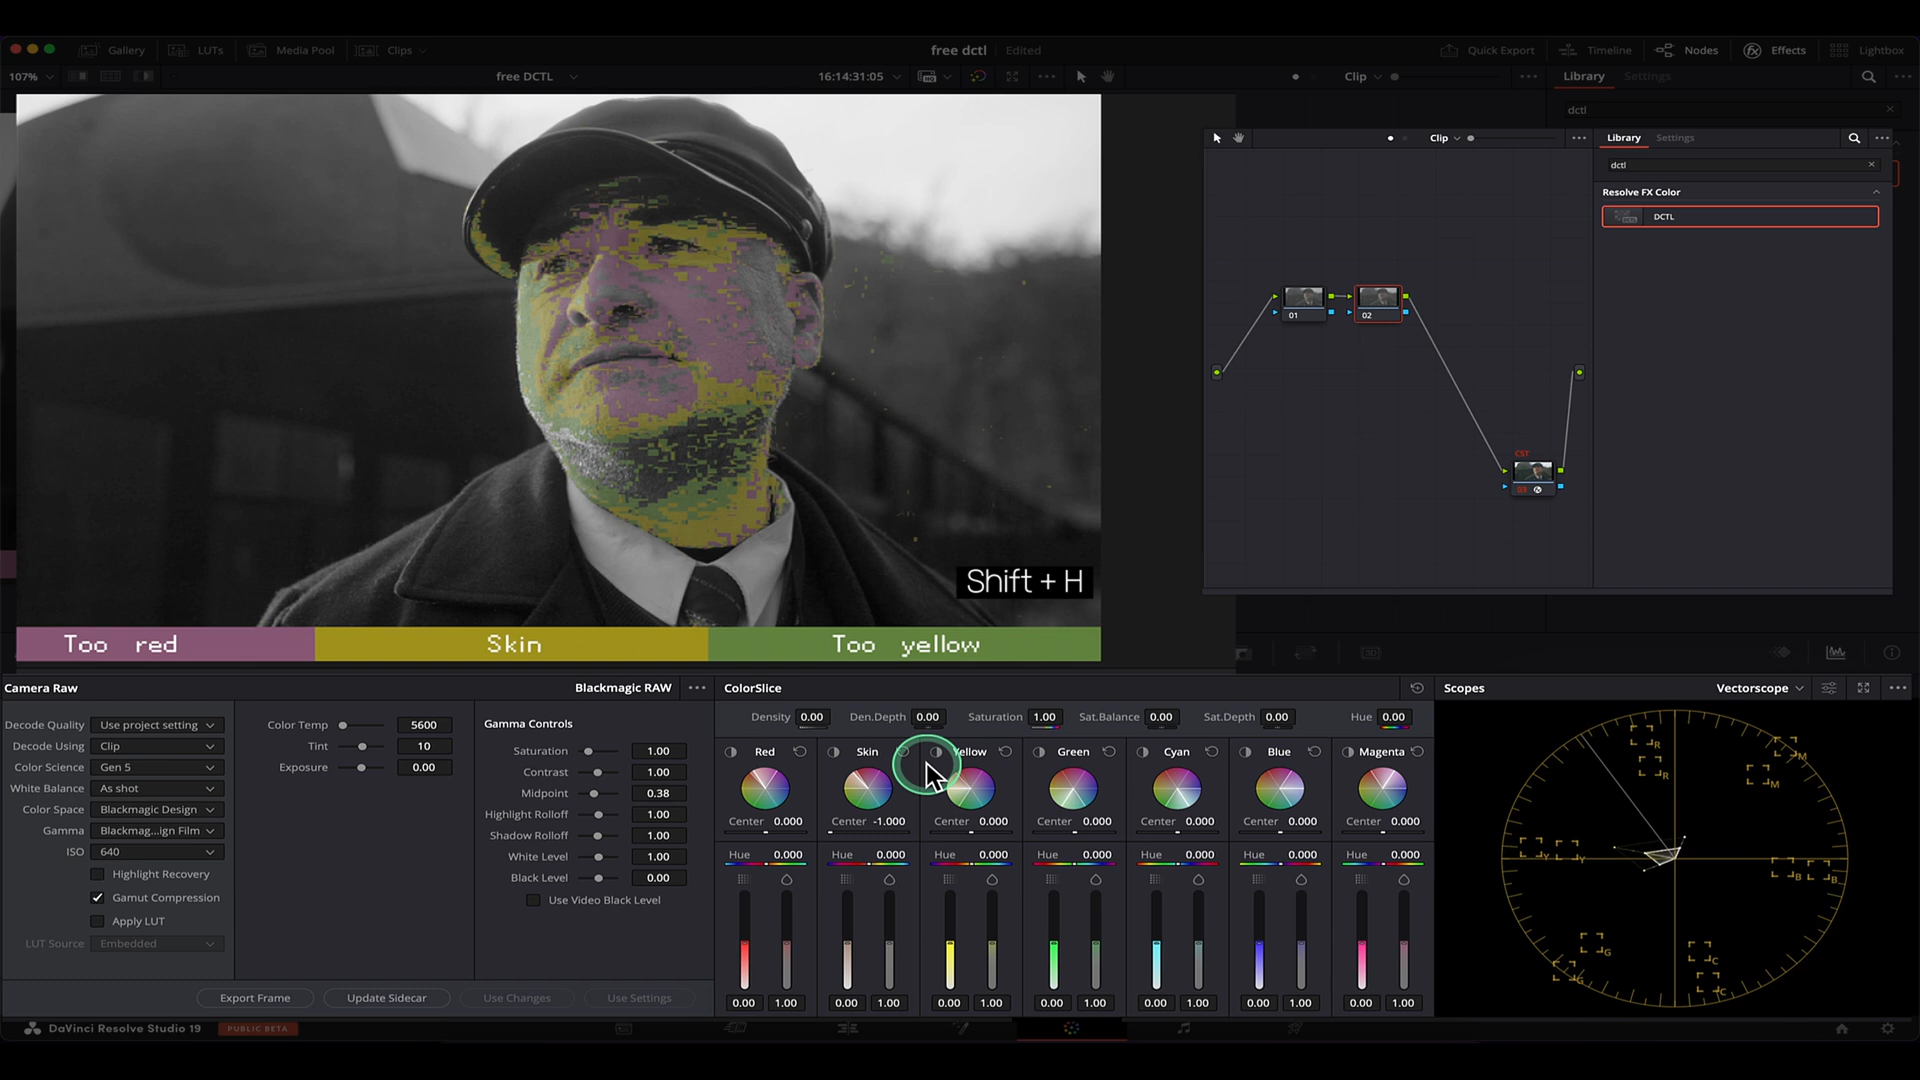 Gallery LUTs Media Pool Clips free dctl Edited Quick Export Timeline Nodes Effects Lightbox
107% free DCTL 16:14:31:05 Clip Library Settings
dctl
Clip Library Settings
dctl
Resolve FX Color
DCTL
01 02
CST
03
Shift + H
Too red Skin Too yellow
Camera Raw Blackmagic RAW ColorSlice Scopes Vectorscope
Decode Quality Use project setting
Decode Using Clip
Color Science Gen 5
White Balance As shot
Color Space Blackmagic Design
Gamma Blackmag...ign Film
ISO 640
Highlight Recovery
Gamut Compression
Apply LUT
LUT Source Embedded
Color Temp 5600
Tint 10
Exposure 0.00
Gamma Controls
Saturation 1.00
Contrast 1.00
Midpoint 0.38
Highlight Rolloff 1.00
Shadow Rolloff 1.00
White Level 1.00
Black Level 0.00
Use Video Black Level
Export Frame Update Sidecar Use Changes Use Settings
Density 0.00 Den.Depth 0.00 Saturation 1.00 Sat.Balance 0.00 Sat.Depth 0.00 Hue 0.00
Red Skin Yellow Green Cyan Blue Magenta
Center 0.000 Center -1.000 Center 0.000 Center 0.000 Center 0.000 Center 0.000 Center 0.000
Hue 0.000 Hue 0.000 Hue 0.000 Hue 0.000 Hue 0.000 Hue 0.000 Hue 0.000
0.00 1.00 0.00 1.00 0.00 1.00 0.00 1.00 0.00 1.00 0.00 1.00 0.00 1.00
R M
R M
Y Y
B B
G C
G C
DaVinci Resolve Studio 19 PUBLIC BETA